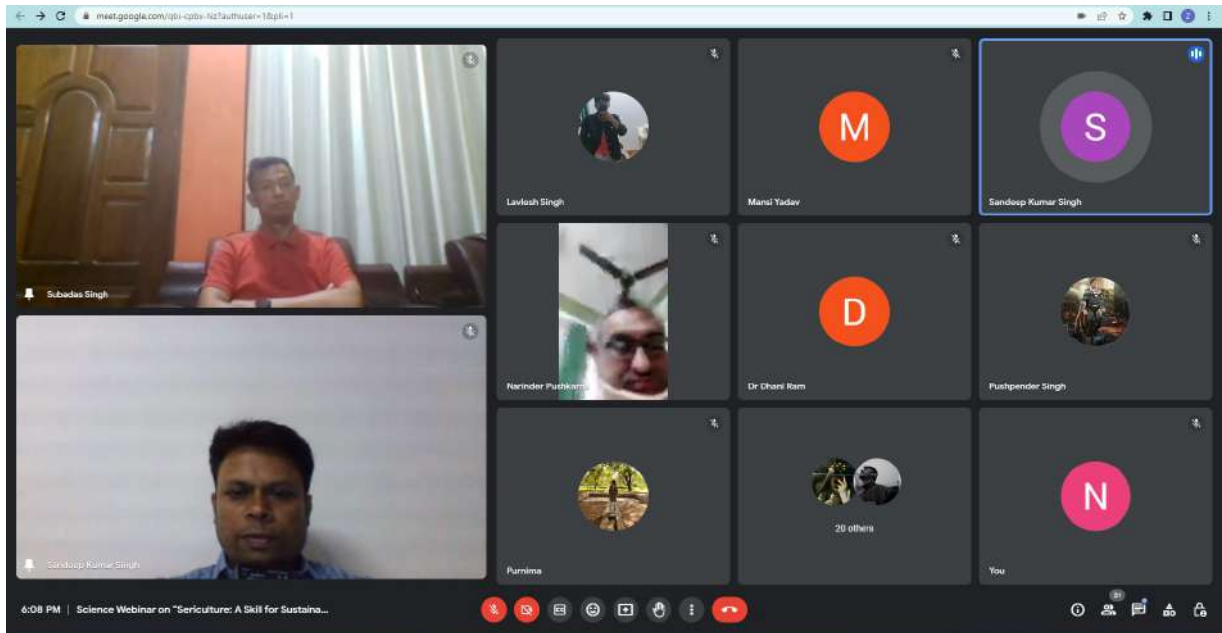 Subadas Singh
Sandeep Kumar Singh
Lavlesh Singh
M
Mansi Yadav
S
Sandeep Kumar Singh
Narinder
D
Dr Dhani Ram
Pushpender Singh
Purnima
20 others
N
You
6:08 PM | Science Webinar on "Sericulture: A Skill for Sustaina...